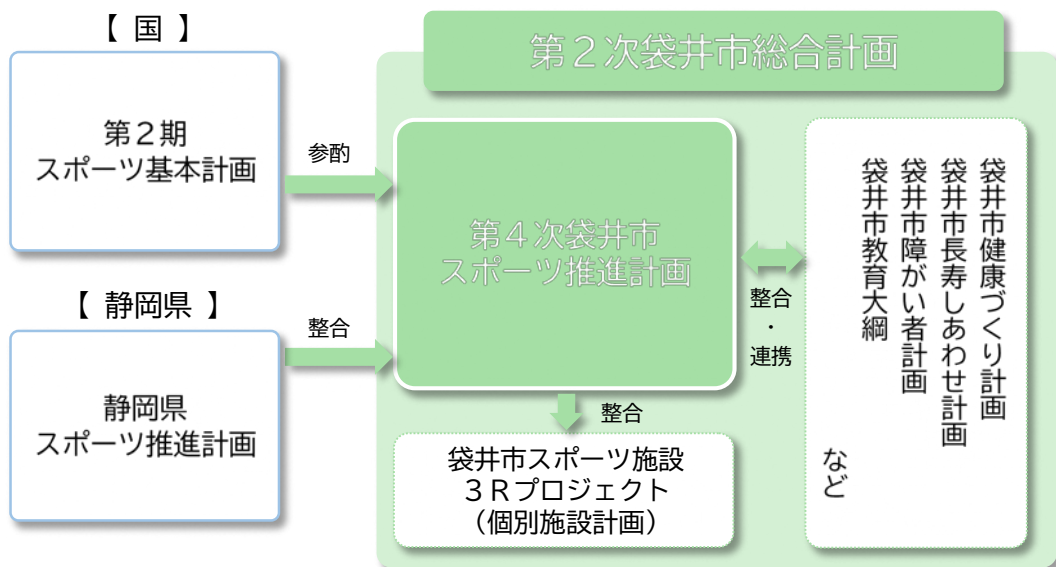 【 国 】
第２期
スポーツ基本計画
参酌
【 静岡県 】
静岡県
スポーツ推進計画
整合
第２次袋井市総合計画
第４次袋井市
スポーツ推進計画
整合
・
連携
袋井市健康づくり計画
袋井市長寿しあわせ計画
袋井市障がい者計画
袋井市教育大綱
など
整合
袋井市スポーツ施設
３Ｒプロジェクト
（個別施設計画）